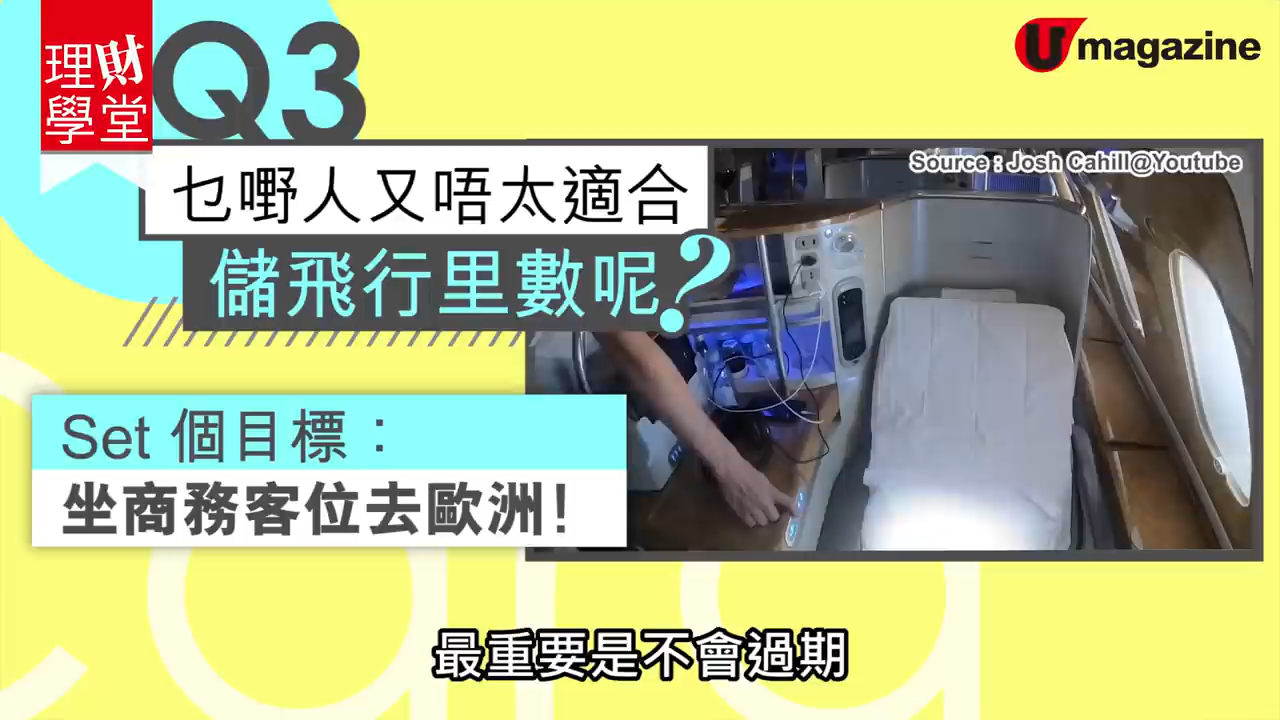 理財
學堂
Q3
U magazine
Source : Josh Cahill@Youtube
乜嘢人又唔太適合
儲飛行里數呢?
Set 個目標：
坐商務客位去歐洲!
最重要是不會過期